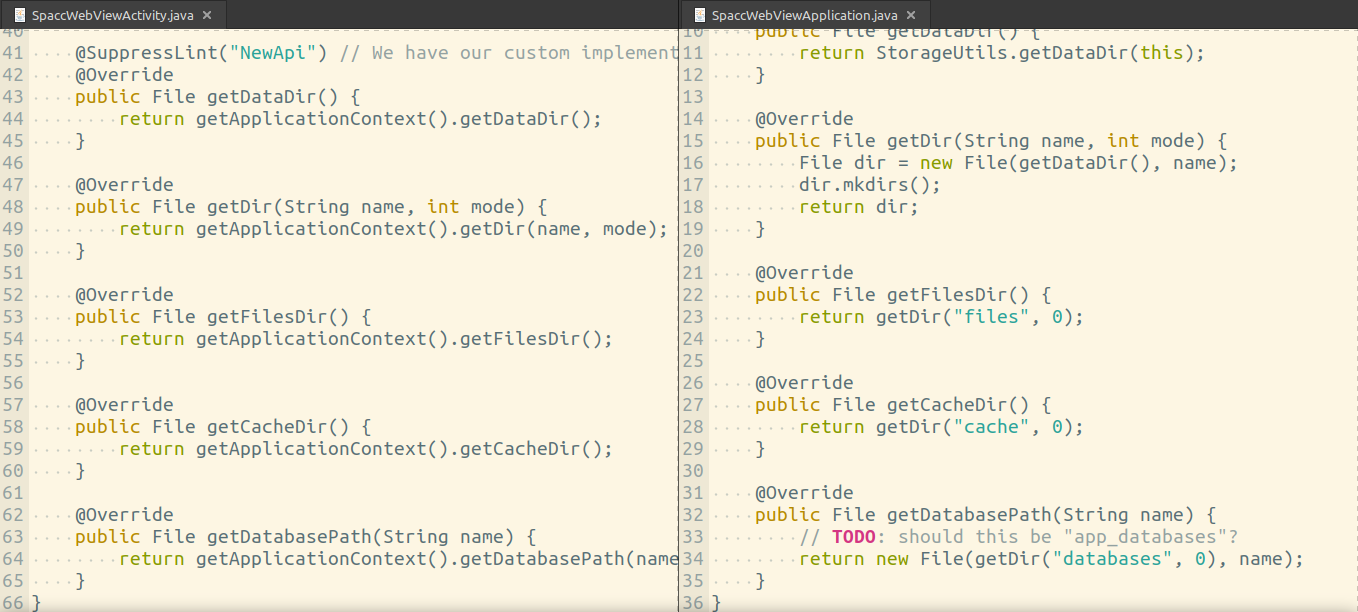 SpaccWebViewActivity.java ×
40
41 @SuppressLint("NewApi") // We have our custom implement
42 @Override
43 public File getDataDir() {
44 return getApplicationContext().getDataDir();
45 }
46
47 @Override
48 public File getDir(String name, int mode) {
49 return getApplicationContext().getDir(name, mode);
50 }
51
52 @Override
53 public File getFilesDir() {
54 return getApplicationContext().getFilesDir();
55 }
56
57 @Override
58 public File getCacheDir() {
59 return getApplicationContext().getCacheDir();
60 }
61
62 @Override
63 public File getDatabasePath(String name) {
64 return getApplicationContext().getDatabasePath(name
65 }
66 }
SpaccWebViewApplication.java ×
10 public File getDataDir() {
11 return StorageUtils.getDataDir(this);
12 }
13
14 @Override
15 public File getDir(String name, int mode) {
16 File dir = new File(getDataDir(), name);
17 dir.mkdirs();
18 return dir;
19 }
20
21 @Override
22 public File getFilesDir() {
23 return getDir("files", 0);
24 }
25
26 @Override
27 public File getCacheDir() {
28 return getDir("cache", 0);
29 }
30
31 @Override
32 public File getDatabasePath(String name) {
33 // TODO: should this be "app_databases"?
34 return new File(getDir("databases", 0), name);
35 }
36 }